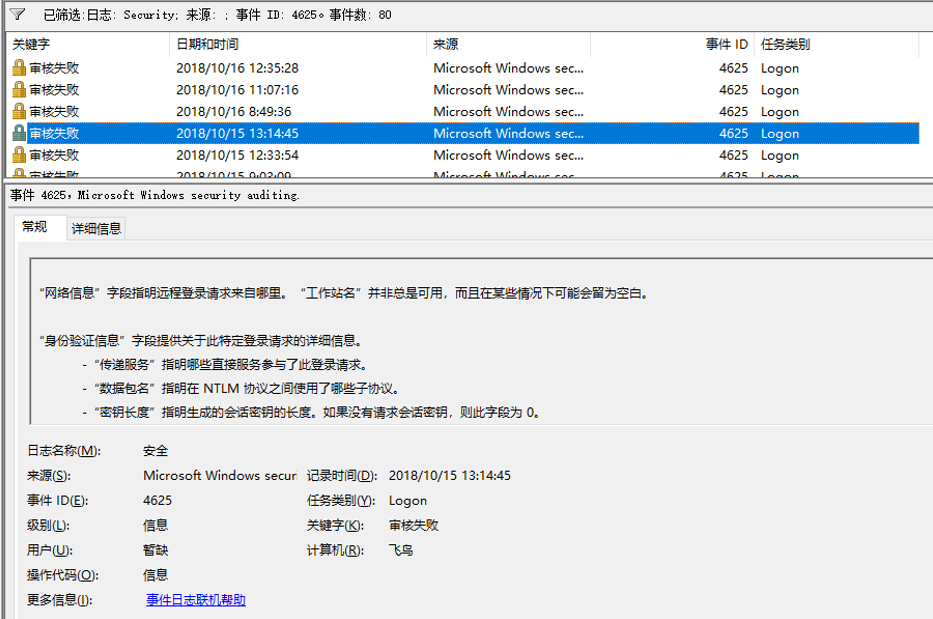 已筛选:日志: Security; 来源: ; 事件 ID: 4625。事件数: 80
关键字 日期和时间 来源 事件 ID 任务类别
审核失败 2018/10/16 12:35:28 Microsoft Windows sec... 4625 Logon
审核失败 2018/10/16 11:07:16 Microsoft Windows sec... 4625 Logon
审核失败 2018/10/16 8:49:36 Microsoft Windows sec... 4625 Logon
审核失败 2018/10/15 13:14:45 Microsoft Windows sec... 4625 Logon
审核失败 2018/10/15 12:33:54 Microsoft Windows sec... 4625 Logon
审核失败 2018/10/15 9:03:09 Microsoft Windows sec... 4625 Logon
事件 4625，Microsoft Windows security auditing.
常规 详细信息
“网络信息”字段指明远程登录请求来自哪里。“工作站名”并非总是可用，而且在某些情况下可能会留为空白。
“身份验证信息”字段提供关于此特定登录请求的详细信息。
- “传递服务”指明哪些直接服务参与了此登录请求。
- “数据包名”指明在 NTLM 协议之间使用了哪些子协议。
- “密钥长度”指明生成的会话密钥的长度。如果没有请求会话密钥，则此字段为 0。
日志名称(M): 安全
来源(S): Microsoft Windows securi 记录时间(D): 2018/10/15 13:14:45
事件 ID(E): 4625 任务类别(Y): Logon
级别(L): 信息 关键字(K): 审核失败
用户(U): 暂缺 计算机(R): 飞鸟
操作代码(O): 信息
更多信息(I): 事件日志联机帮助